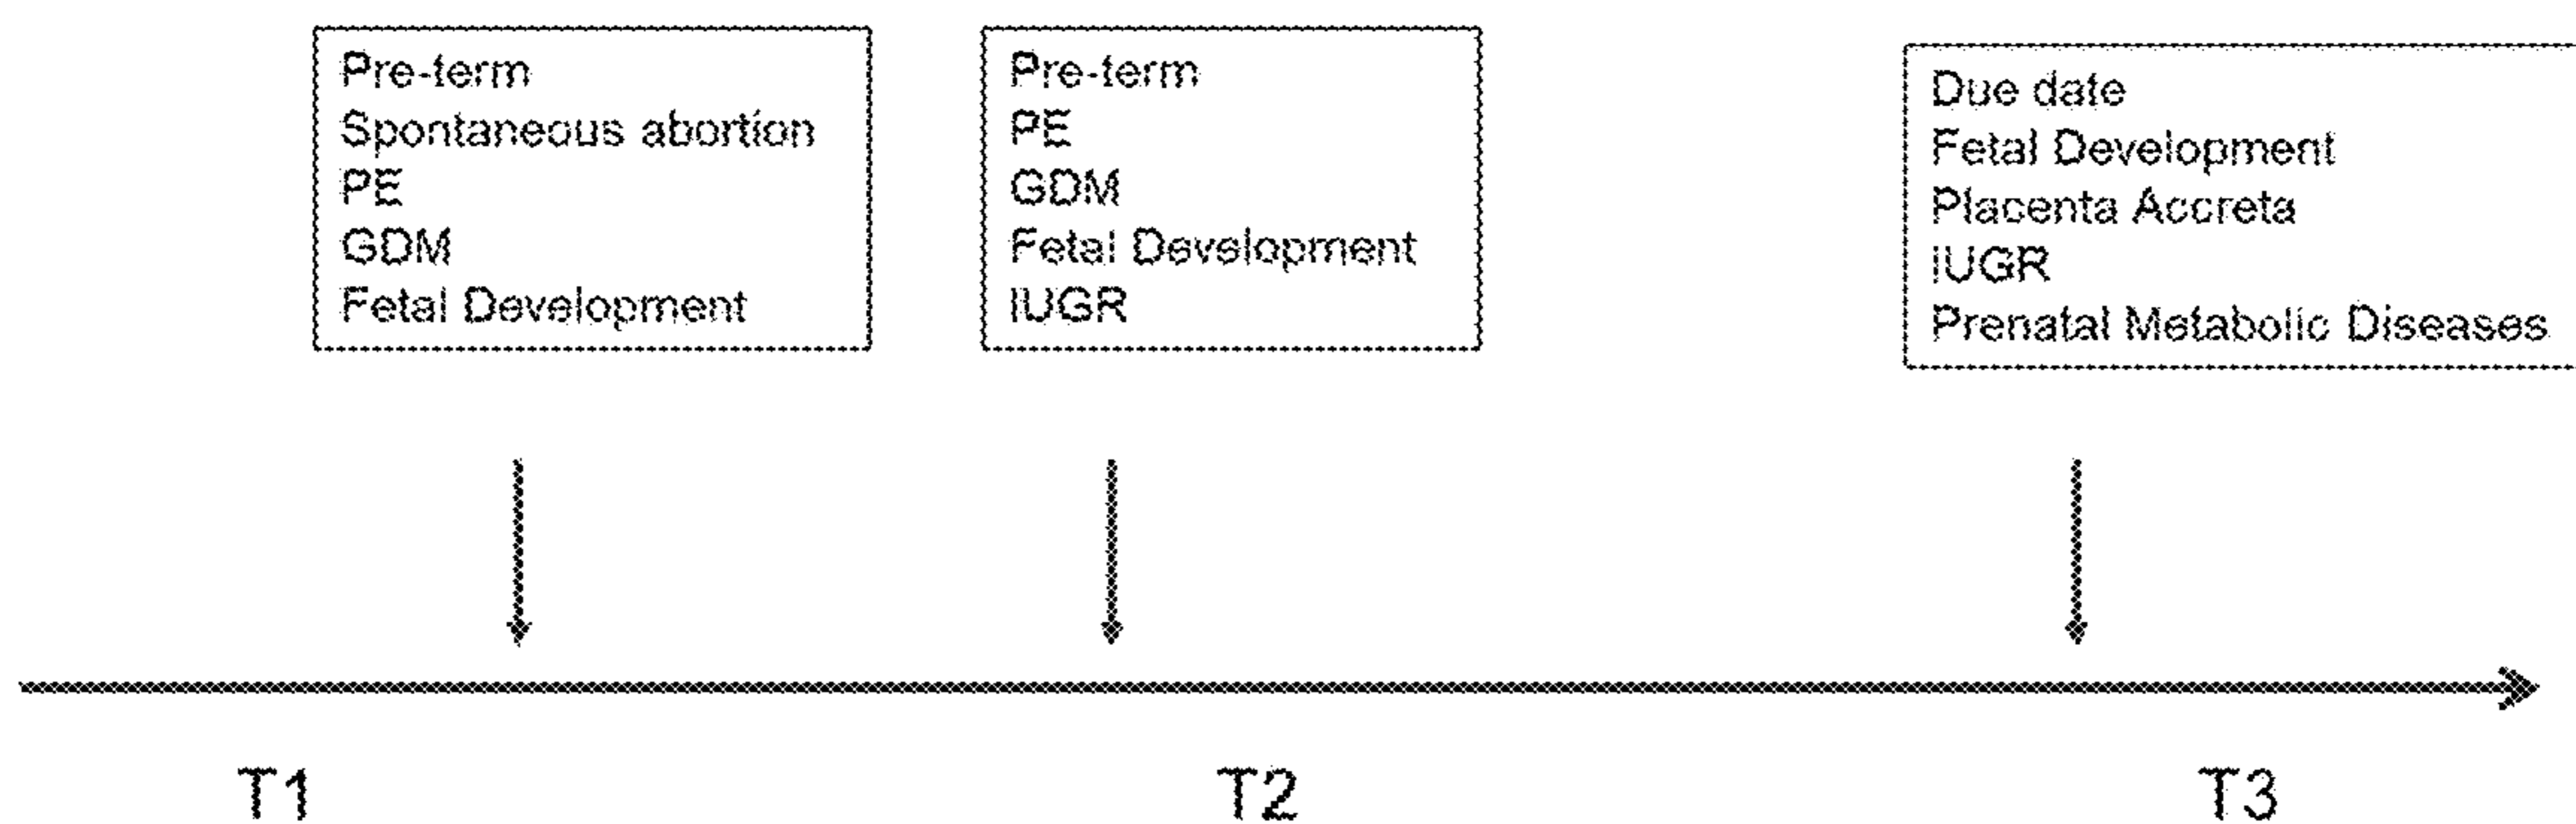 Pre-term
Spontaneous abortion
PE
GDM
Fetal Development
Pre-term
PE
GDM
Fetal Development
IUGR
Due date
Fetal Development
Placenta Accreta
IUGR
Prenatal Metabolic Diseases
T1
T2
T3